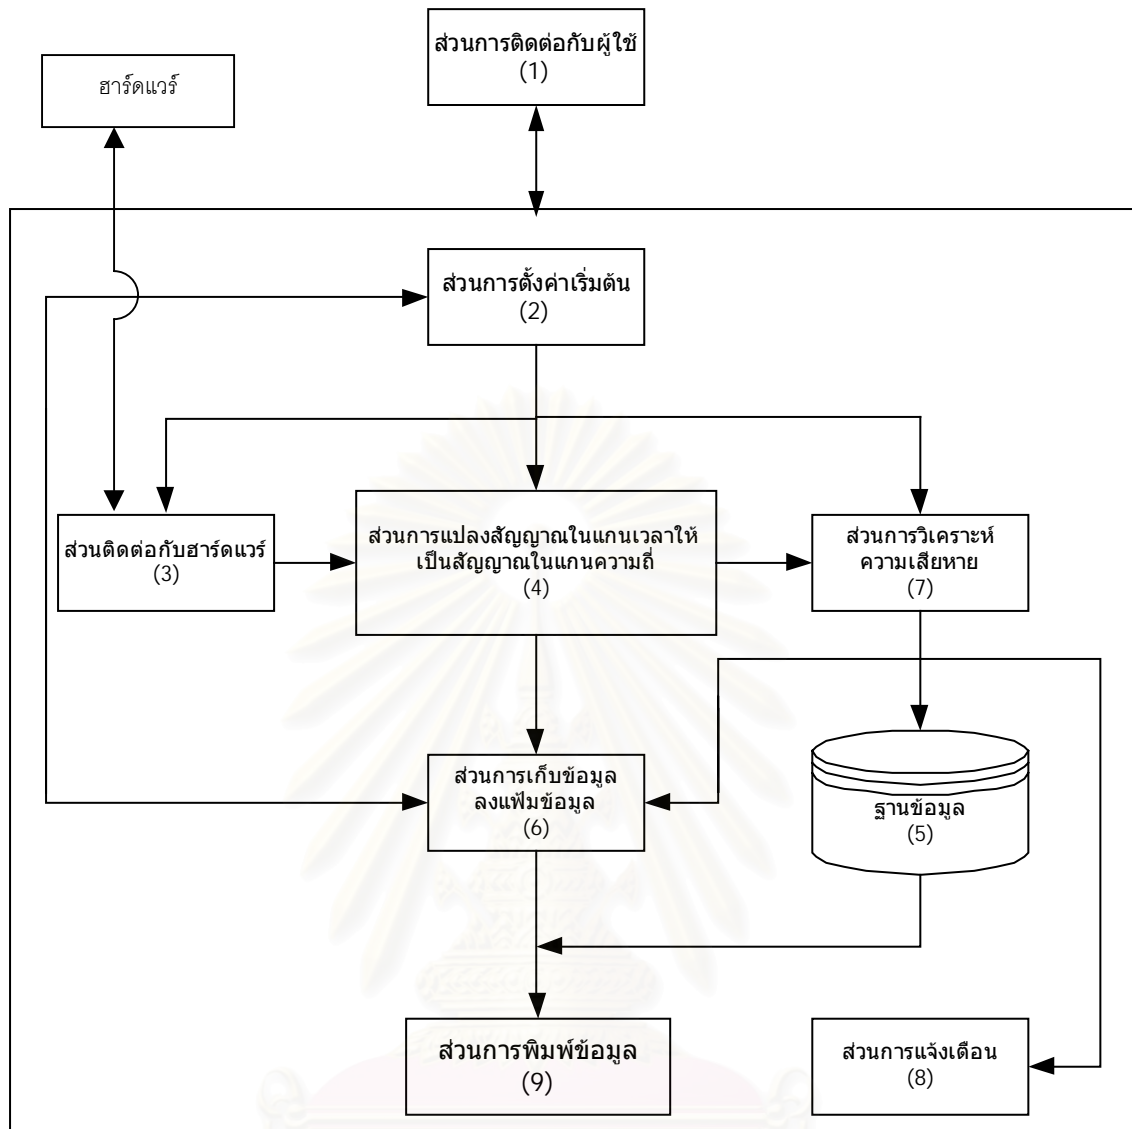 ส่วนการติดต่อกับผู้ใช้
(1)
ฮาร์ดแวร์
ส่วนการตั้งค่าเริ่มต้น
(2)
ส่วนติดต่อกับฮาร์ดแวร์
(3)
ส่วนการแปลงสัญญาณในแกนเวลาให้
เป็นสัญญาณในแกนความถี่
(4)
ส่วนการวิเคราะห์
ความเสียหาย
(7)
ส่วนการเก็บข้อมูล
ลงแฟ้มข้อมูล
(6)
ฐานข้อมูล
(5)
ส่วนการพิมพ์ข้อมูล
(9)
ส่วนการแจ้งเตือน
(8)